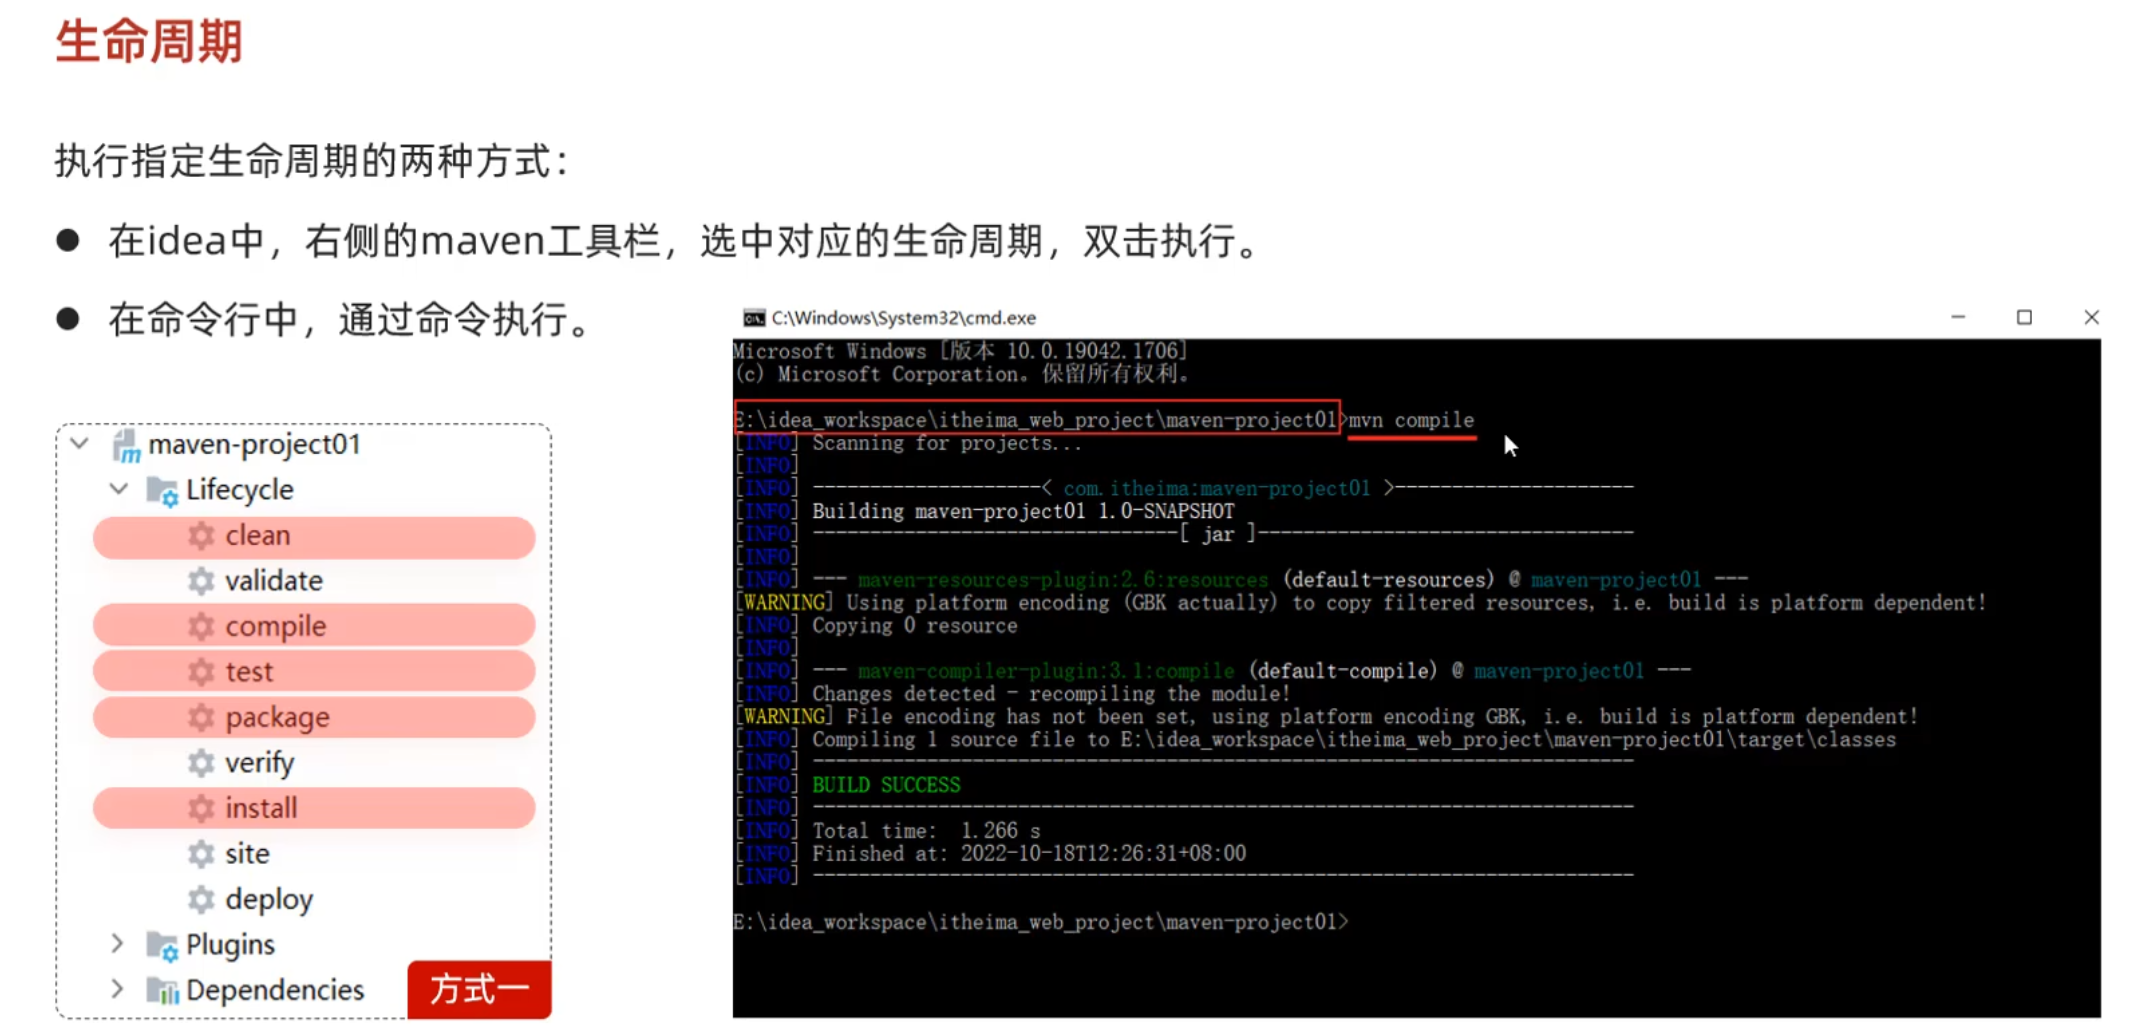 生命周期
执行指定生命周期的两种方式：
● 在idea中，右侧的maven工具栏，选中对应的生命周期，双击执行。
● 在命令行中，通过命令执行。
maven-project01
Lifecycle
clean
validate
compile
test
package
verify
install
site
deploy
Plugins
Dependencies
方式一
C:\Windows\System32\cmd.exe
Microsoft Windows [版本 10.0.19042.1706]
(c) Microsoft Corporation。保留所有权利。
E:\idea_workspace\itheima_web_project\maven-project01>mvn compile
[INFO] Scanning for projects...
[INFO]
[INFO] ---------------------< com.itheima:maven-project01 >---------------------
[INFO] Building maven-project01 1.0-SNAPSHOT
[INFO] --------------------------------[ jar ]---------------------------------
[INFO]
[INFO] --- maven-resources-plugin:2.6:resources (default-resources) @ maven-project01 ---
[WARNING] Using platform encoding (GBK actually) to copy filtered resources, i.e. build is platform dependent!
[INFO] Copying 0 resource
[INFO]
[INFO] --- maven-compiler-plugin:3.1:compile (default-compile) @ maven-project01 ---
[INFO] Changes detected - recompiling the module!
[WARNING] File encoding has not been set, using platform encoding GBK, i.e. build is platform dependent!
[INFO] Compiling 1 source file to E:\idea_workspace\itheima_web_project\maven-project01\target\classes
[INFO] ------------------------------------------------------------------------
[INFO] BUILD SUCCESS
[INFO] ------------------------------------------------------------------------
[INFO] Total time:  1.266 s
[INFO] Finished at: 2022-10-18T12:26:31+08:00
[INFO] ------------------------------------------------------------------------
E:\idea_workspace\itheima_web_project\maven-project01>